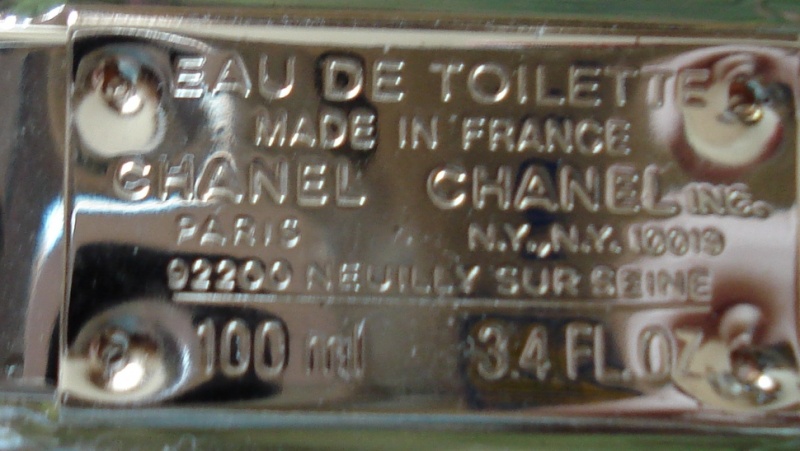 EAU DE TOILETTE
MADE IN FRANCE
CHANEL CHANEL INC.
PARIS N.Y., N.Y. 10019
92200 NEUILLY SUR SEINE
100 ml 3.4 FL.OZ.